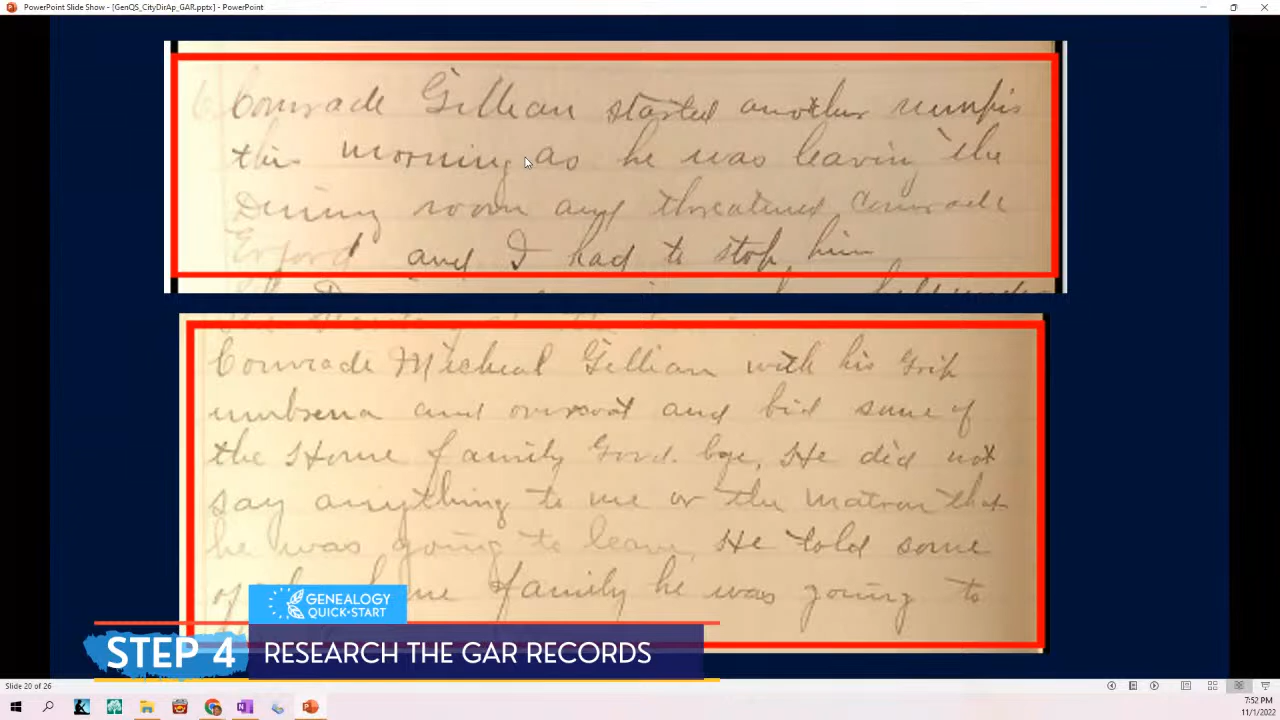 PowerPoint Slide Show - [GenQS_CityDirAp_GAR.pptx] - PowerPoint
Comrade Gillian started another rumpis
this morning as he was leaving the
Dining room and threatened Comrade
Erford and I had to stop him
Comrade Micheal Gillian with his Grip
umbrella and overcoat and bid some of
the Home family Good bye, He did not
say anything to me or the matron that
he was going to leave, He told some
of family he was going to
GENEALOGY
QUICK•START
STEP 4 RESEARCH THE GAR RECORDS
Slide 20 of 26
7:52 PM
11/1/2022